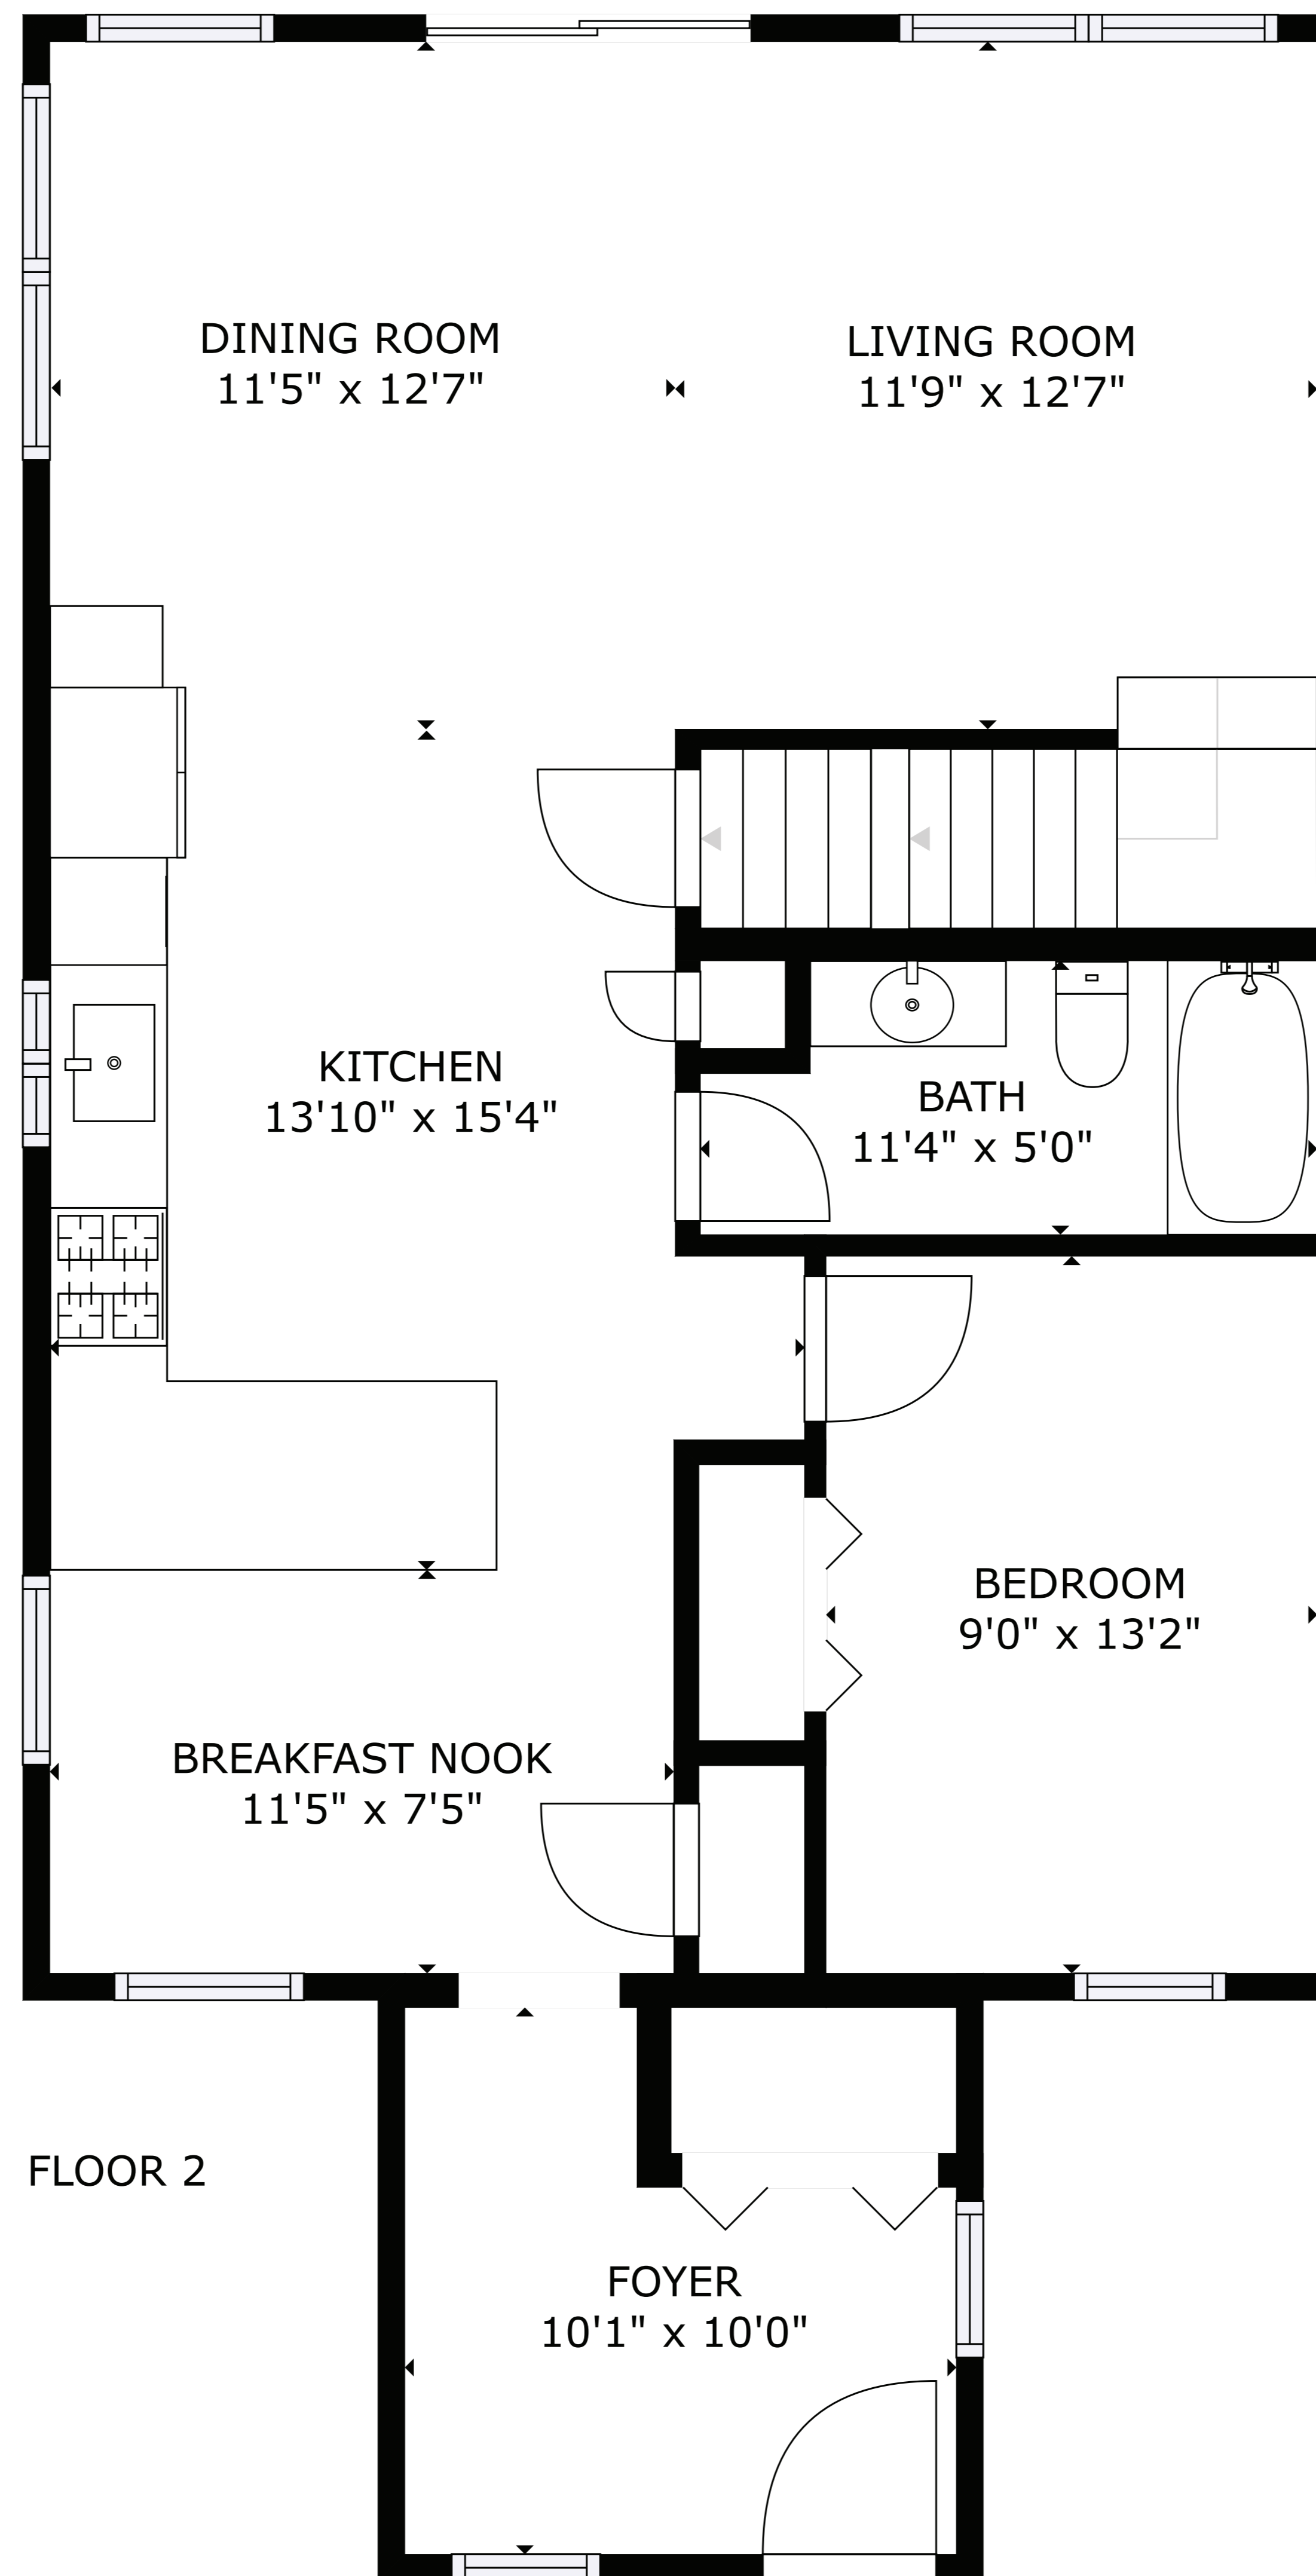 DINING ROOM
11'5" x 12'7"
LIVING ROOM
11'9" x 12'7"
KITCHEN
13'10" x 15'4"
BATH
11'4" x 5'0"
BEDROOM
9'0" x 13'2"
BREAKFAST NOOK
11'5" x 7'5"
FLOOR 2
FOYER
10'1" x 10'0"